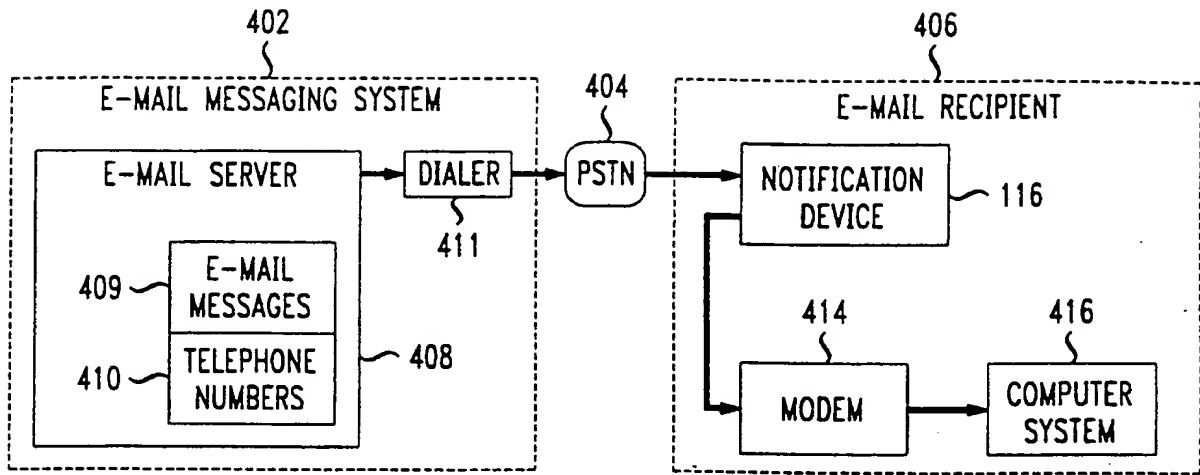 402
406
E-MAIL MESSAGING SYSTEM
404
E-MAIL RECIPIENT
E-MAIL SERVER
DIALER
411
PSTN
NOTIFICATION
DEVICE
116
409
E-MAIL
MESSAGES
410
TELEPHONE
NUMBERS
408
414
416
MODEM
COMPUTER
SYSTEM